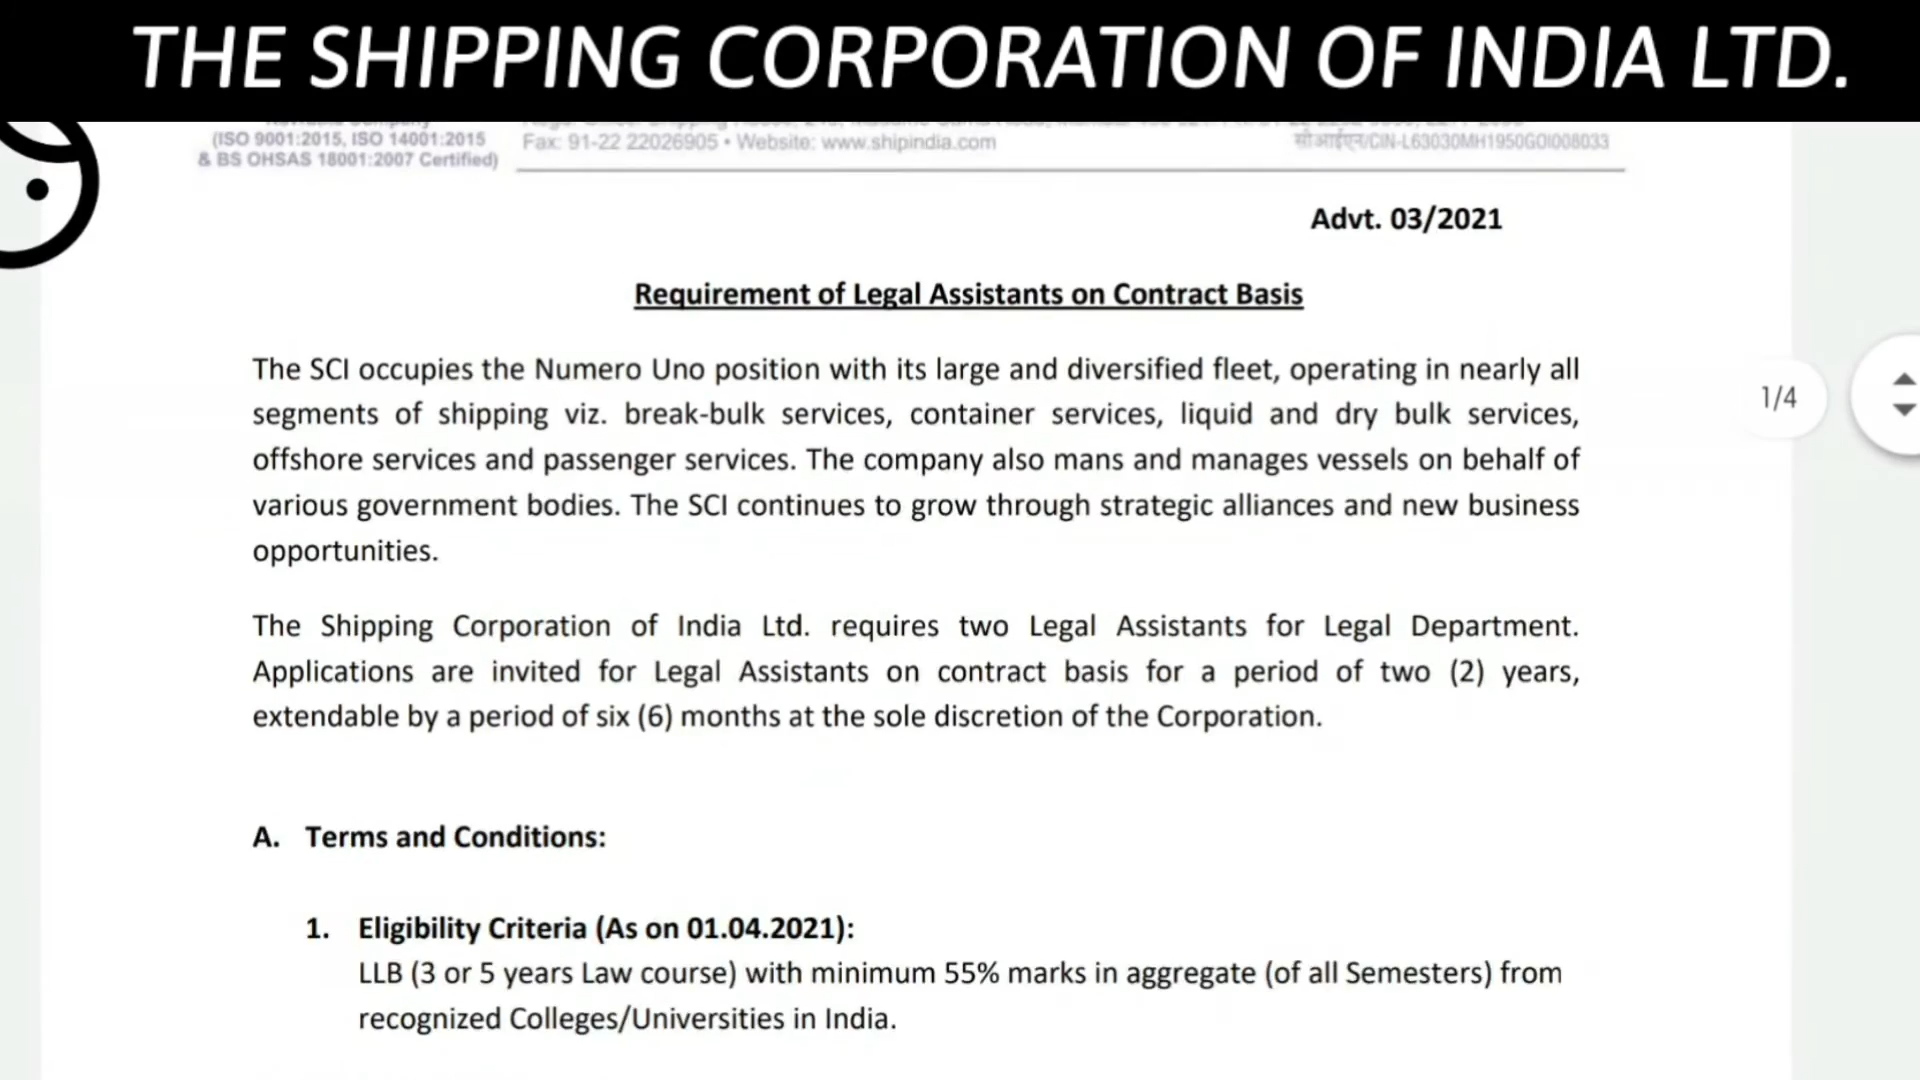 THE SHIPPING CORPORATION OF INDIA LTD.
(ISO 9001:2015, ISO 14001:2015
& BS OHSAS 18001:2007 Certified)
Fax: 91-22 22026905 • Website: www.shipindia.com
सीआईएन/CIN-L63030MH1950GOI008033
Advt. 03/2021
Requirement of Legal Assistants on Contract Basis
The SCI occupies the Numero Uno position with its large and diversified fleet, operating in nearly all
segments of shipping viz. break-bulk services, container services, liquid and dry bulk services,
offshore services and passenger services. The company also mans and manages vessels on behalf of
various government bodies. The SCI continues to grow through strategic alliances and new business
opportunities.
1/4
The Shipping Corporation of India Ltd. requires two Legal Assistants for Legal Department.
Applications are invited for Legal Assistants on contract basis for a period of two (2) years,
extendable by a period of six (6) months at the sole discretion of the Corporation.
A. Terms and Conditions:
1. Eligibility Criteria (As on 01.04.2021):
LLB (3 or 5 years Law course) with minimum 55% marks in aggregate (of all Semesters) from
recognized Colleges/Universities in India.